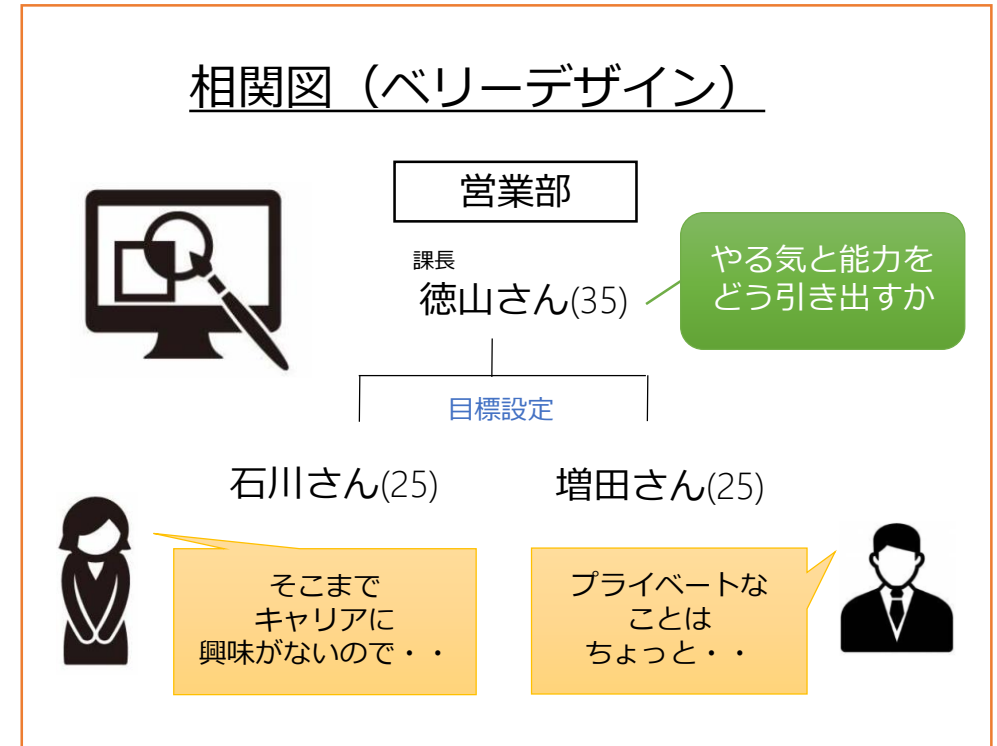 相関図（ベリーデザイン）
営業部
課長
徳山さん(35)
やる気と能力を
どう引き出すか
目標設定
石川さん(25)
増田さん(25)
そこまで
キャリアに
興味がないので・・
プライベートな
ことは
ちょっと・・